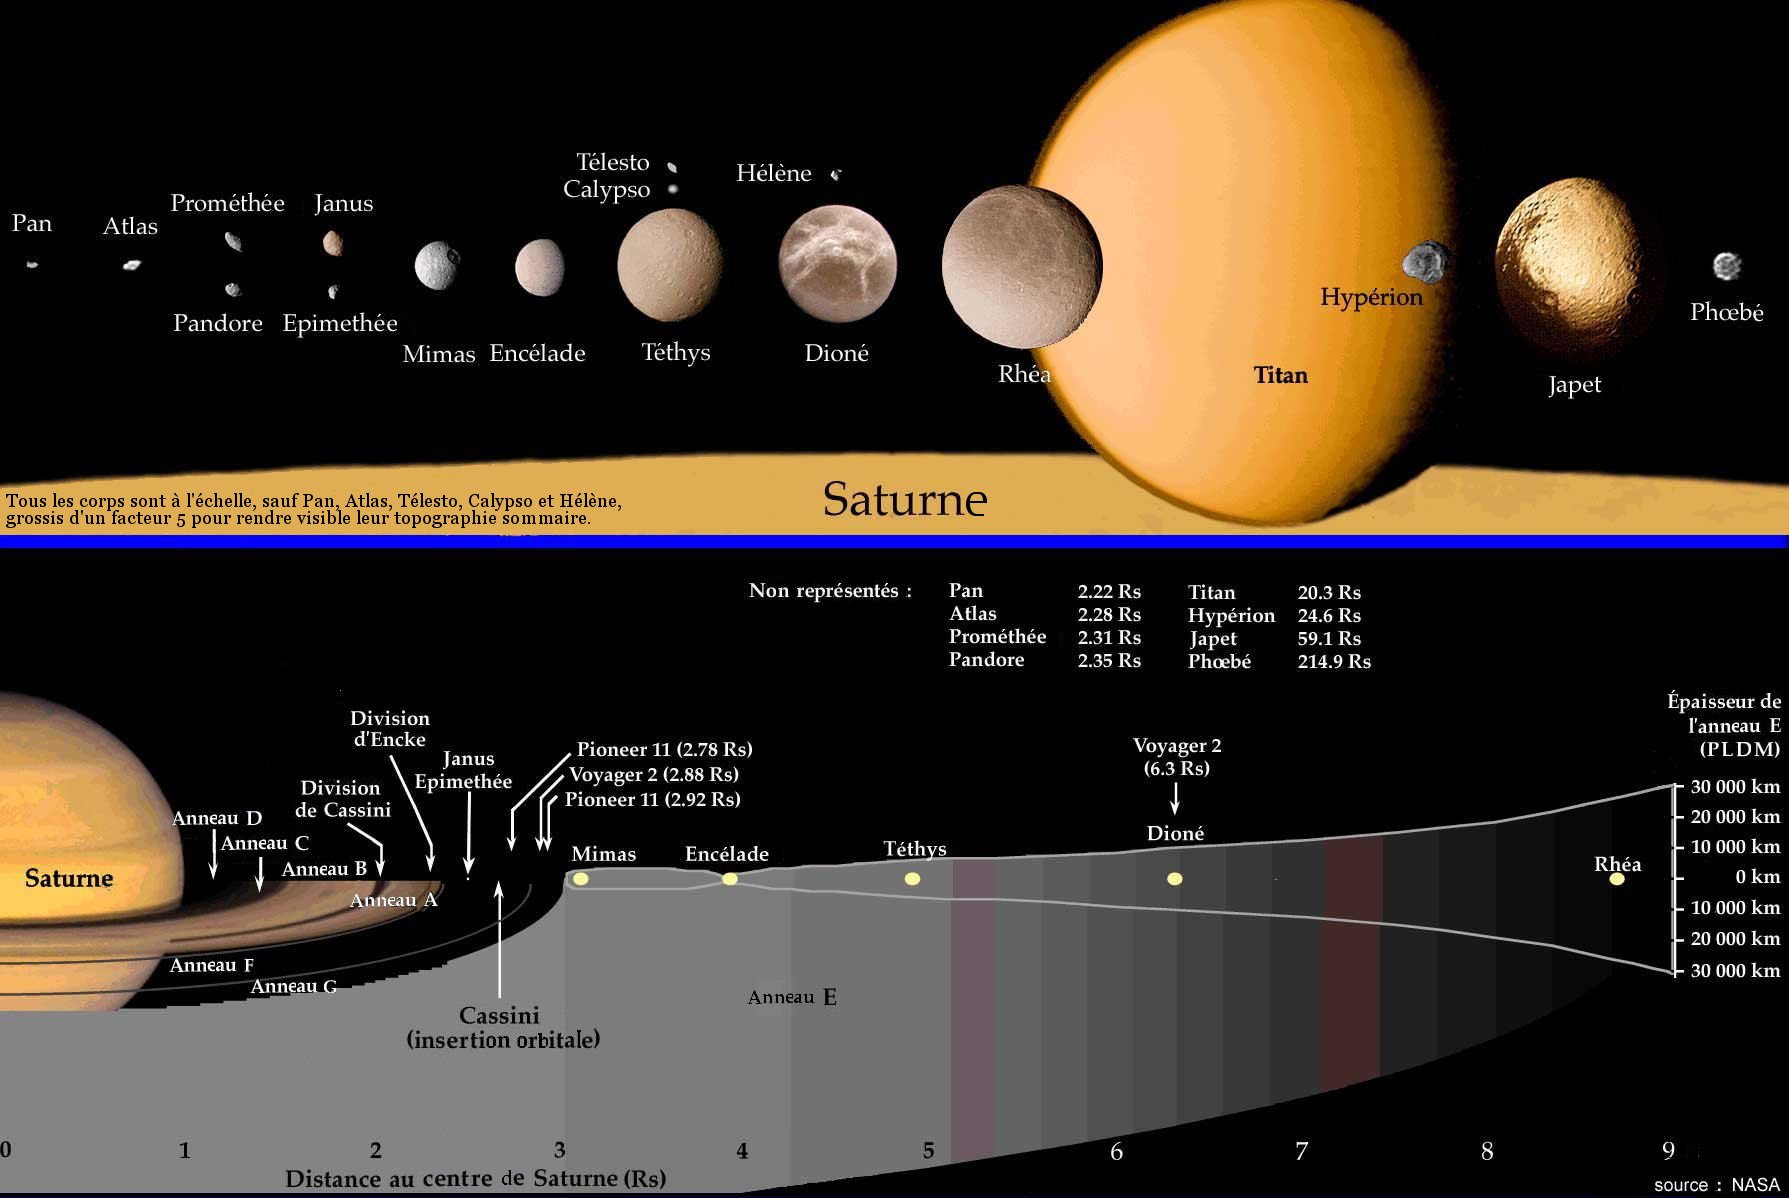 Pan
Atlas
Prométhée
Janus
Pandore
Epimethée
Mimas
Encélade
Télesto
Calypso
Téthys
Hélène
Dioné
Rhéa
Titan
Hypérion
Japet
Phœbé
Saturne
Tous les corps sont à l'échelle, sauf Pan, Atlas, Télesto, Calypso et Hélène,
grossis d'un facteur 5 pour rendre visible leur topographie sommaire.
Non représentés :
Pan 2.22 Rs Titan 20.3 Rs
Atlas 2.28 Rs Hypérion 24.6 Rs
Prométhée 2.31 Rs Japet 59.1 Rs
Pandore 2.35 Rs Phœbé 214.9 Rs
Épaisseur de
l'anneau E
(PLDM)
30 000 km
20 000 km
10 000 km
0 km
10 000 km
20 000 km
30 000 km
Division
d'Encke
Janus
Epimethée
Division
de Cassini
Pioneer 11 (2.78 Rs)
Voyager 2 (2.88 Rs)
Pioneer 11 (2.92 Rs)
Voyager 2
(6.3 Rs)
Anneau D
Anneau C
Anneau B
Anneau A
Anneau F
Anneau G
Saturne
Mimas
Encélade
Téthys
Dioné
Rhéa
Anneau E
Cassini
(insertion orbitale)
0 1 2 3 4 5 6 7 8 9
Distance au centre de Saturne (Rs)
source : NASA